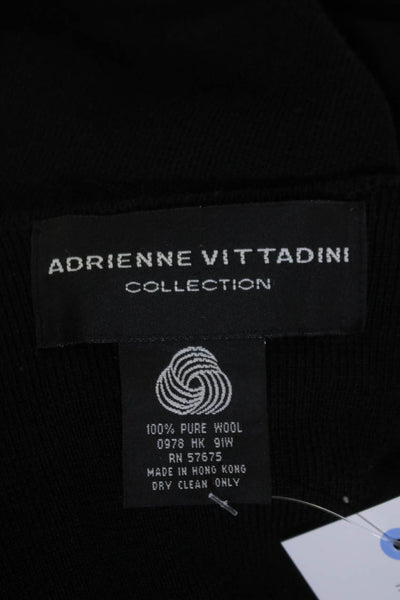 ADRIENNE VITTADINI
COLLECTION
100% PURE WOOL
0978 HK 91W
RN 57675
MADE IN HONG KONG
DRY CLEAN ONLY